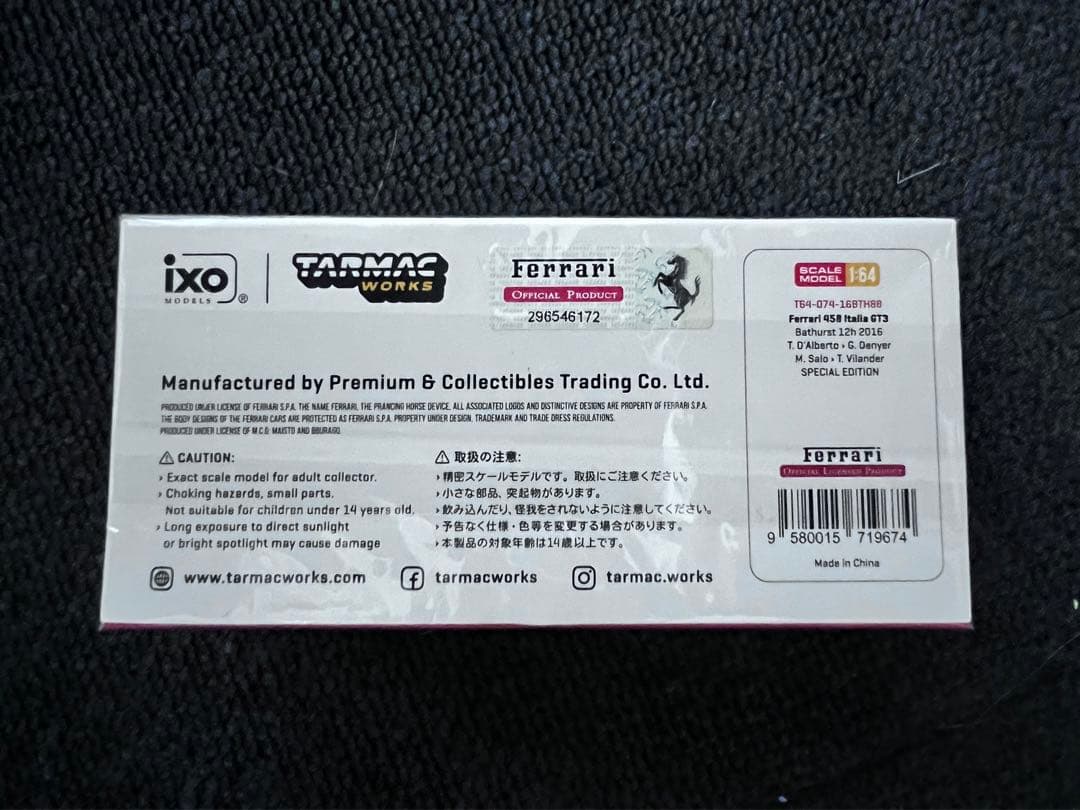 ixo
MODELS ®
TARMAC
WORKS
Ferrari
OFFICIAL PRODUCT
296546172
Manufactured by Premium & Collectibles Trading Co. Ltd.
PRODUCED UNDER LICENSE OF FERRARI S.P.A. THE NAME FERRARI, THE PRANCING HORSE DEVICE, ALL ASSOCIATED LOGOS AND DISTINCTIVE DESIGNS ARE PROPERTY OF FERRARI S.P.A.
THE BODY DESIGNS OF THE FERRARI CARS ARE PROTECTED AS FERRARI S.P.A. PROPERTY UNDER DESIGN, TRADEMARK AND TRADE DRESS REGULATIONS.
PRODUCED UNDER LICENSE OF M.C.G. MAISTO AND BBURAGO.
CAUTION:
› Exact scale model for adult collector.
› Choking hazards, small parts.
Not suitable for children under 14 years old.
› Long exposure to direct sunlight
or bright spotlight may cause damage
取扱の注意:
›精密スケールモデルです。取扱にご注意ください。
›小さな部品、突起物があります。
›飲み込んだり、怪我をされないように注意してください。
›予告なく仕様・色等を変更する場合があります。
›本製品の対象年齢は14歳以上です。
www.tarmacworks.com
tarmacworks
tarmac.works
SCALE
MODEL 1:64
T64-074-16BTH88
Ferrari 458 Italia GT3
Bathurst 12h 2016
T. D'Alberto › G. Denyer
M. Salo › T. Vilander
SPECIAL EDITION
Ferrari
OFFICIAL LICENSED PRODUCT
9 580015 719674
Made in China